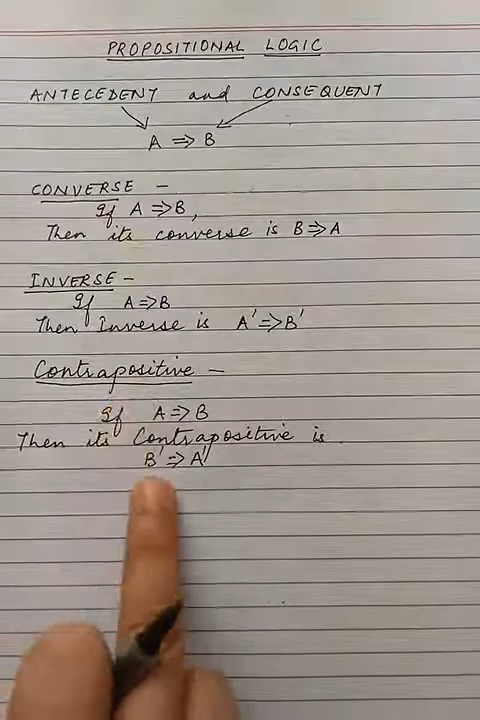 PROPOSITIONAL LOGIC
ANTECEDENT and CONSEQUENT
A ⇒ B
CONVERSE -
If A ⇒ B,
Then its converse is B ⇒ A
INVERSE -
If A ⇒ B
Then Inverse is A' ⇒ B'
Contrapositive -
If A ⇒ B
Then its Contrapositive is.
B' ⇒ A'